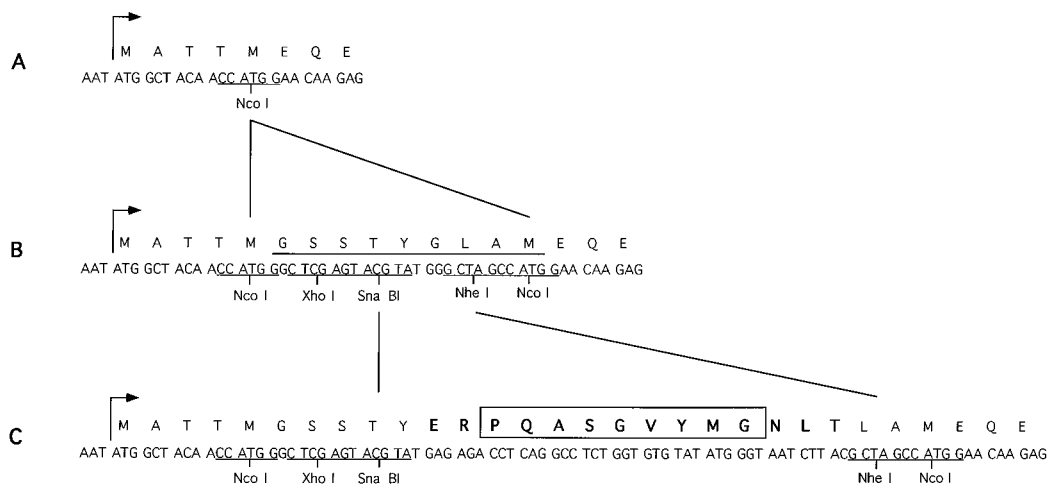 A
M A T T M E Q E
AAT ATG GCT ACA ACC ATG GAA CAA GAG
Nco I
B
M A T T M G S S T Y G L A M E Q E
AAT ATG GCT ACA ACC ATG GGC TCG AGT ACG TAT GGG CTA GCC ATG GAA CAA GAG
Nco I Xho I Sna BI Nhe I Nco I
C
M A T T M G S S T Y E R P Q A S G V Y M G N L T L A M E Q E
AAT ATG GCT ACA ACC ATG GGC TCG AGT ACG TAT GAG AGA CCT CAG GCC TCT GGT GTG TAT ATG GGT AAT CTT ACG CTA GCC ATG GAA CAA GAG
Nco I Xho I Sna BI Nhe I Nco I